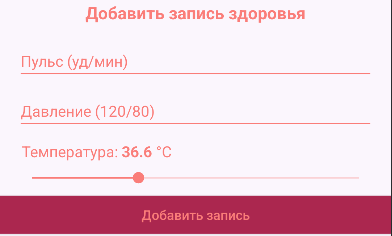 Добавить запись здоровья
Пульс (уд/мин)
Давление (120/80)
Температура: 36.6 °C
Добавить запись